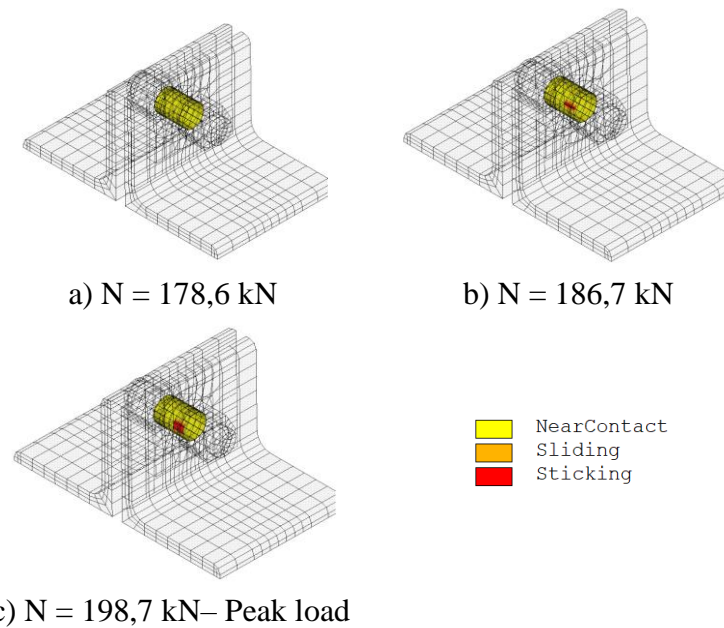 a) N = 178,6 kN
b) N = 186,7 kN
NearContact
Sliding
Sticking
c) N = 198,7 kN– Peak load